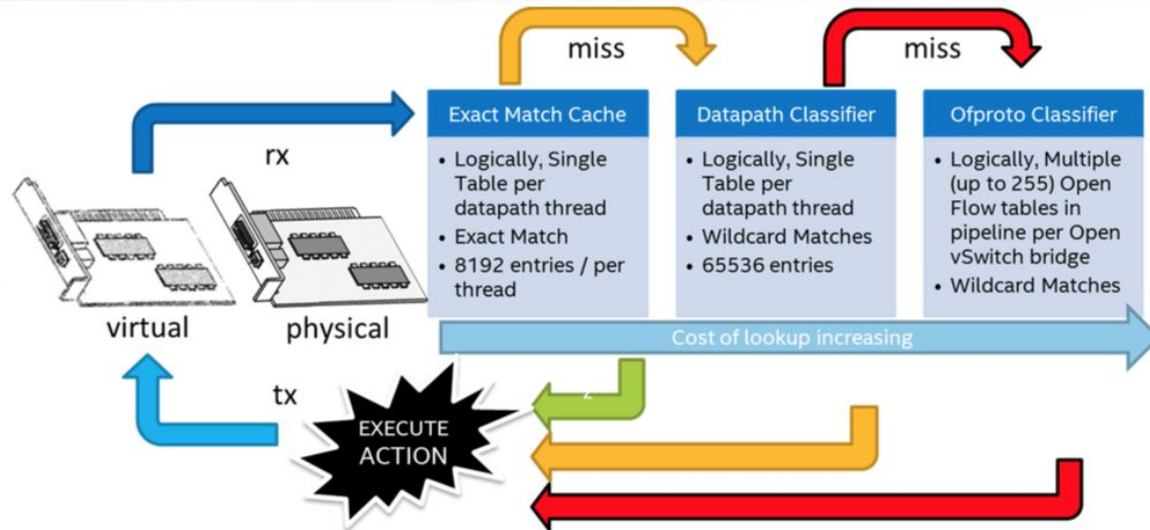 miss
miss
Exact Match Cache
• Logically, Single
Table per
datapath thread
• Exact Match
• 8192 entries / per
thread
Datapath Classifier
• Logically, Single
Table per
datapath thread
• Wildcard Matches
• 65536 entries
Ofproto Classifier
• Logically, Multiple
(up to 255) Open
Flow tables in
pipeline per Open
vSwitch bridge
• Wildcard Matches
rx
virtual
physical
Cost of lookup increasing
tx
EXECUTE
ACTION